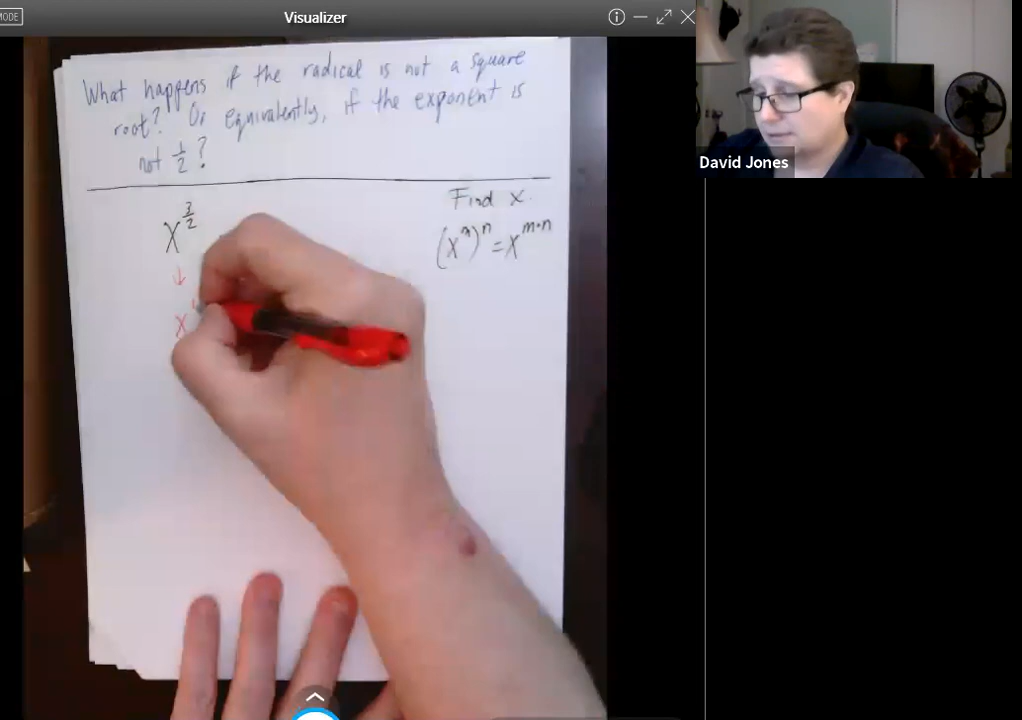 MODE
Visualizer
David Jones
What happens if the radical is not a square
root? Or equivalently, if the exponent is
not 1/2?
x^(3/2)
Find x.
(x^m)^n = x^(m·n)
↓
x